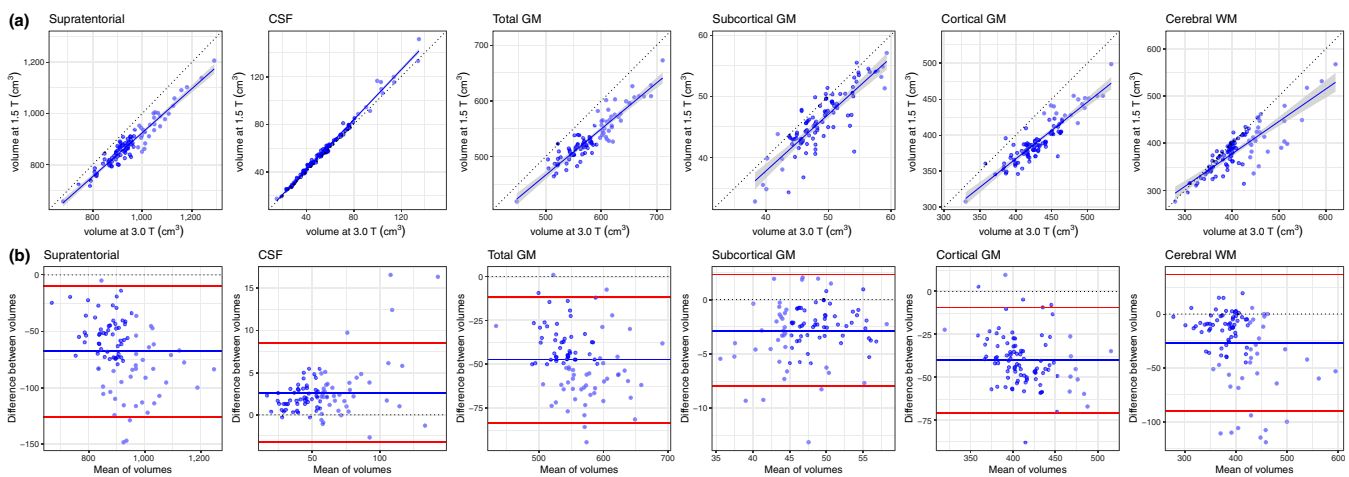 (a)
Supratentorial
CSF
Total GM
Subcortical GM
Cortical GM
Cerebral WM
volume at 1.5 T (cm³)
1,200
1,000
800
800
1,000
1,200
volume at 3.0 T (cm³)
volume at 1.5 T (cm³)
120
80
40
40
80
120
volume at 3.0 T (cm³)
volume at 1.5 T (cm³)
700
600
500
500
600
700
volume at 3.0 T (cm³)
volume at 1.5 T (cm³)
60
50
40
40
50
60
volume at 3.0 T (cm³)
volume at 1.5 T (cm³)
500
450
400
350
300
300
350
400
450
500
volume at 3.0 T (cm³)
volume at 1.5 T (cm³)
600
500
400
300
300
400
500
600
volume at 3.0 T (cm³)
(b)
Supratentorial
CSF
Total GM
Subcortical GM
Cortical GM
Cerebral WM
Difference between volumes
0
−50
−100
−150
800
1,000
1,200
Mean of volumes
Difference between volumes
15
10
5
0
50
100
Mean of volumes
Difference between volumes
0
−25
−50
−75
500
600
700
Mean of volumes
Difference between volumes
0
−5
−10
35
40
45
50
55
Mean of volumes
Difference between volumes
0
−25
−50
−75
350
400
450
500
Mean of volumes
Difference between volumes
0
−50
−100
300
400
500
600
Mean of volumes